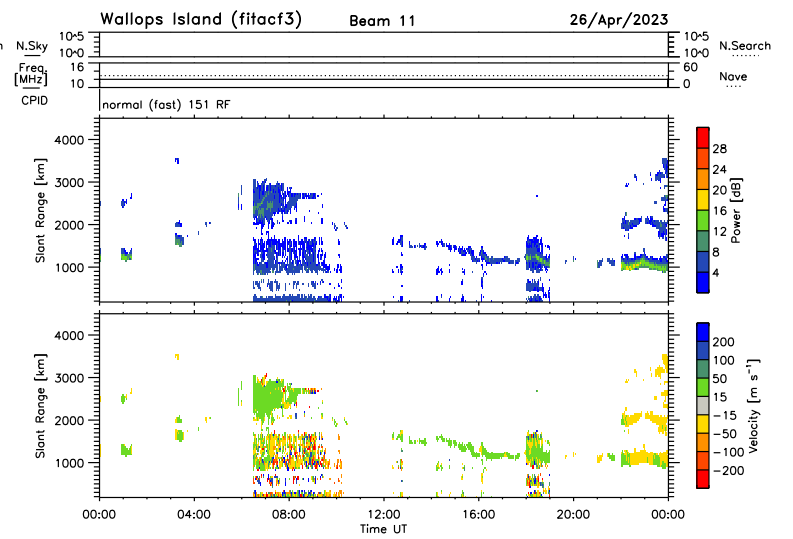 Wallops Island (fitacf3) Beam 11 26/Apr/2023
n N.Sky 10^5 10^5 N.Search
10^0 10^0
Freq. 16 60 Nave
[MHz] 10 0
CPID normal (fast) 151 RF
Slant Range [km]
4000
3000
2000
1000
Power [dB]
28
24
20
16
12
8
4
Slant Range [km]
4000
3000
2000
1000
Velocity [m s⁻¹]
200
100
50
15
−15
−50
−100
−200
00:00 04:00 08:00 12:00 16:00 20:00 00:00
Time UT